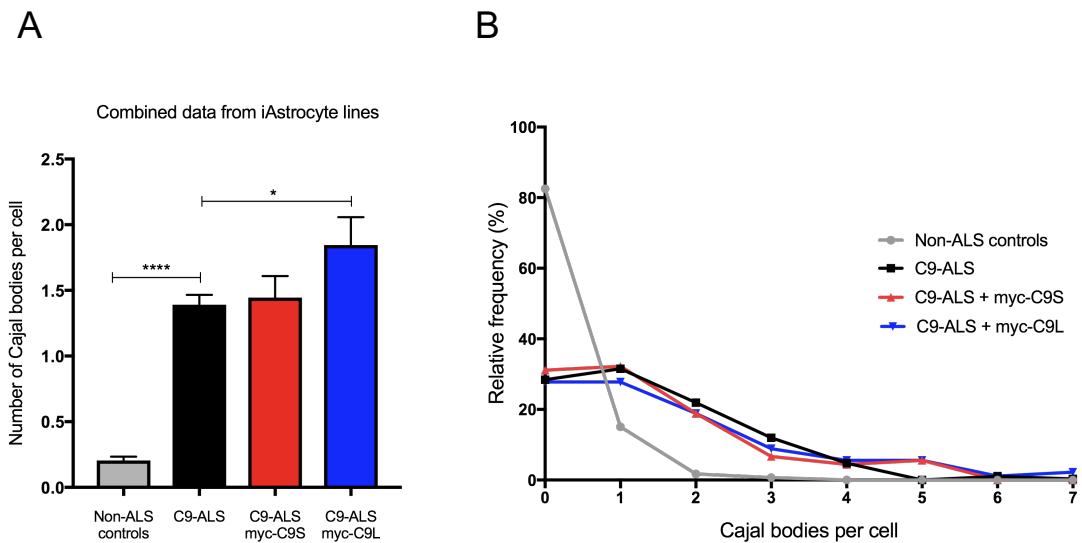 A
Combined data from iAstrocyte lines
Number of Cajal bodies per cell
2.5
2.0
1.5
1.0
0.5
0.0
****
*
Non-ALS
controls
C9-ALS
C9-ALS
myc-C9S
C9-ALS
myc-C9L
B
Relative frequency (%)
100
80
60
40
20
0
0 1 2 3 4 5 6 7
Cajal bodies per cell
Non-ALS controls
C9-ALS
C9-ALS + myc-C9S
C9-ALS + myc-C9L